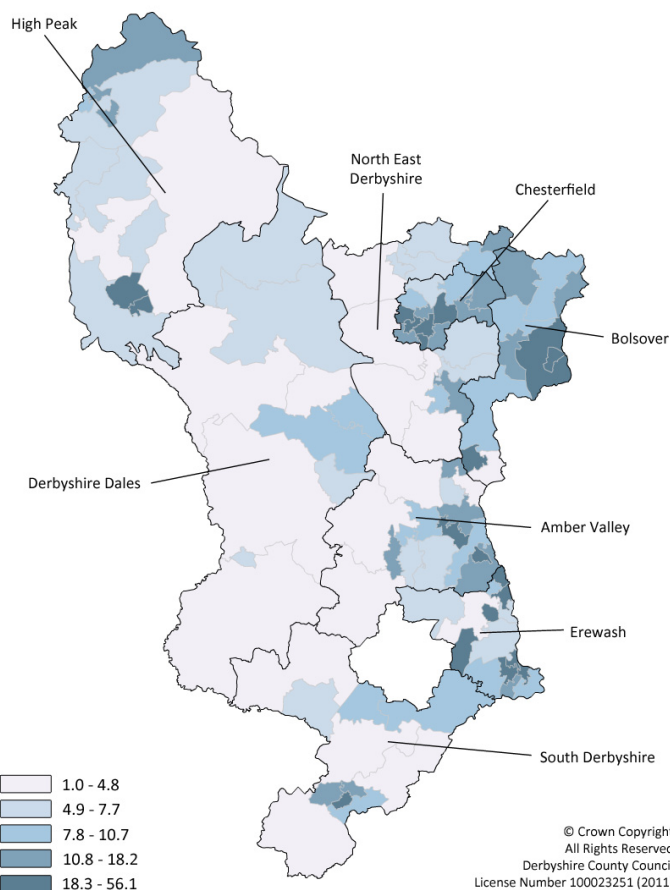 High Peak
North East
Derbyshire
Chesterfield
Bolsover
Derbyshire Dales
Amber Valley
Erewash
South Derbyshire
1.0 - 4.8
4.9 - 7.7
7.8 - 10.7
10.8 - 18.2
18.3 - 56.1
© Crown Copyright
All Rights Reserved
Derbyshire County Counci
License Number 100023251 (2011